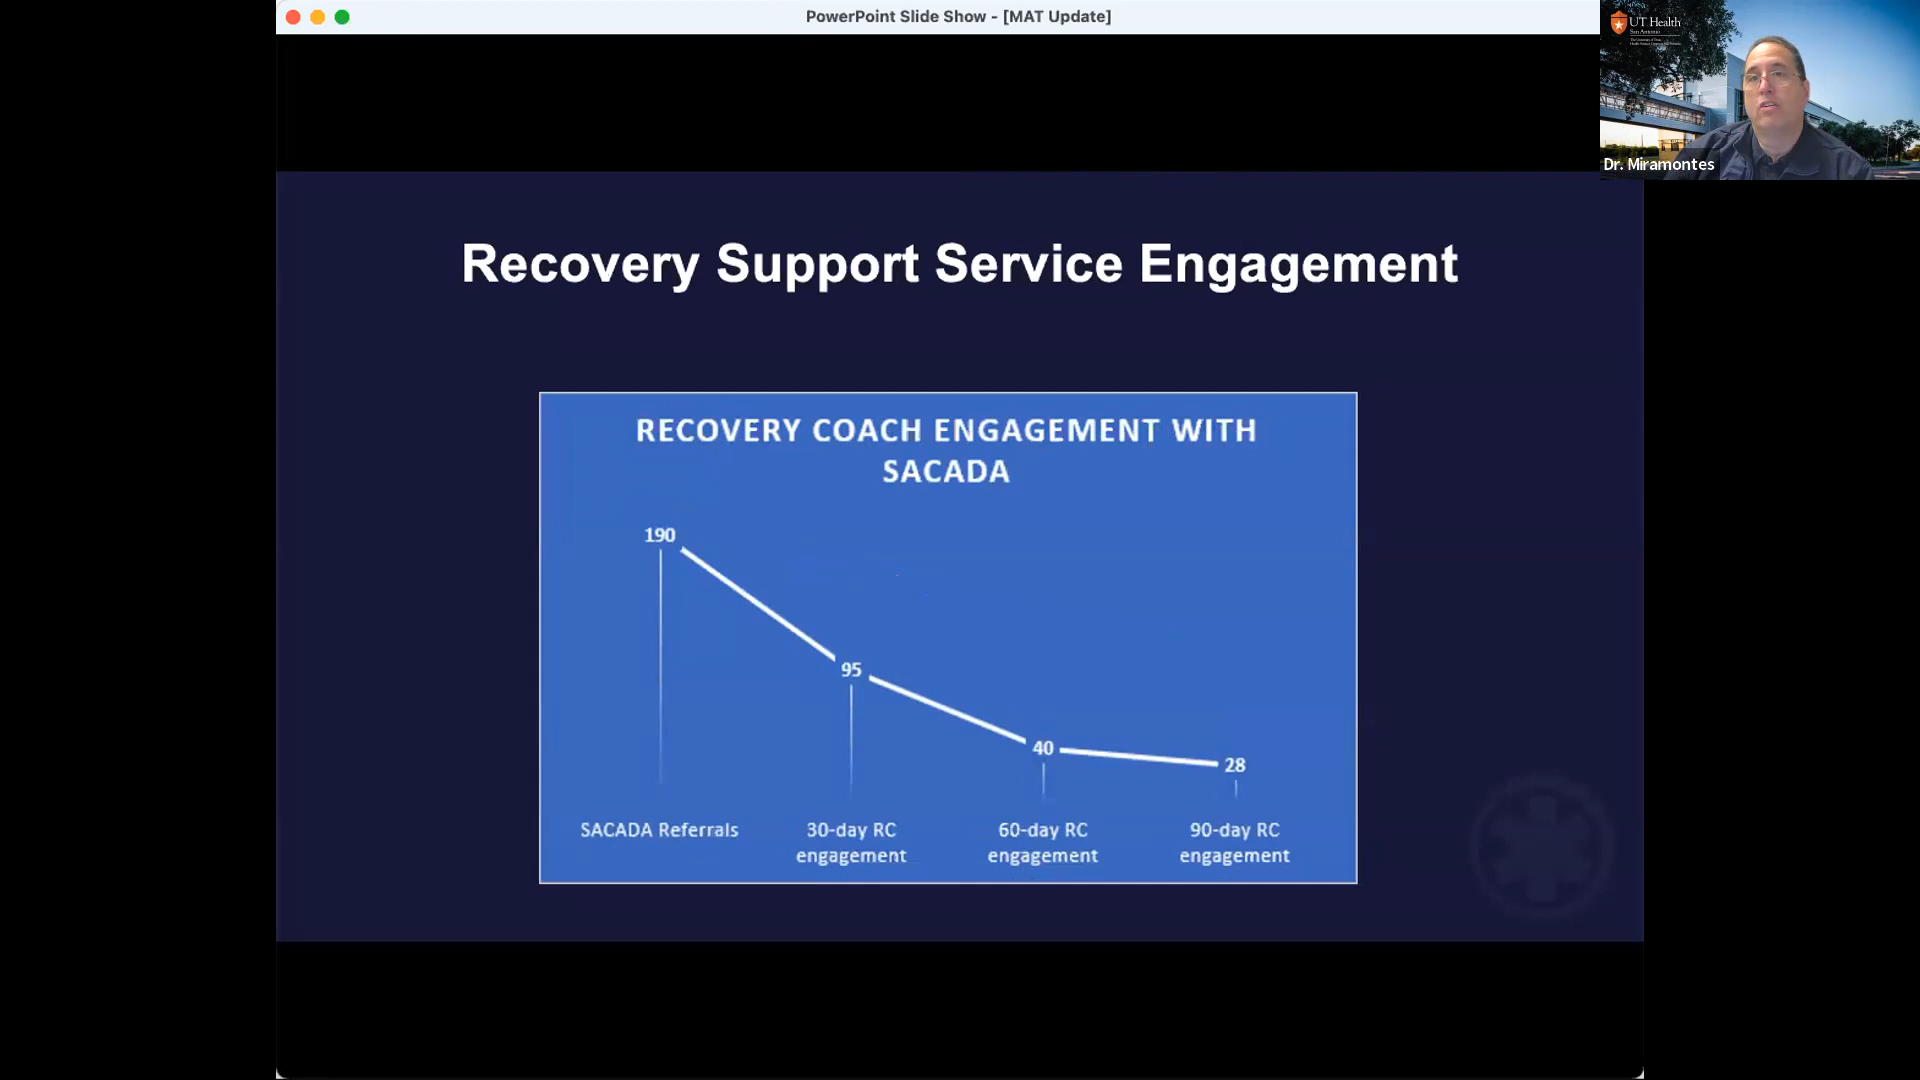 PowerPoint Slide Show - [MAT Update]
UT Health
San Antonio
Dr. Miramontes
Recovery Support Service Engagement
RECOVERY COACH ENGAGEMENT WITH
SACADA
190
95
40
28
SACADA Referrals
30-day RC
engagement
60-day RC
engagement
90-day RC
engagement